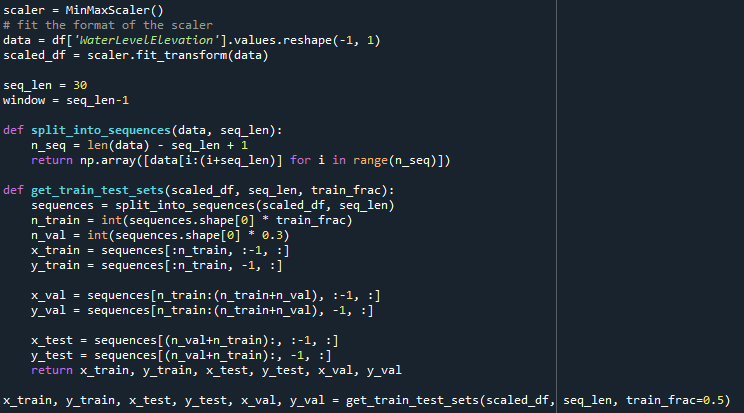 scaler = MinMaxScaler()
# fit the format of the scaler
data = df['WaterLevelElevation'].values.reshape(-1, 1)
scaled_df = scaler.fit_transform(data)

seq_len = 30
window = seq_len-1

def split_into_sequences(data, seq_len):
    n_seq = len(data) - seq_len + 1
    return np.array([data[i:(i+seq_len)] for i in range(n_seq)])

def get_train_test_sets(scaled_df, seq_len, train_frac):
    sequences = split_into_sequences(scaled_df, seq_len)
    n_train = int(sequences.shape[0] * train_frac)
    n_val = int(sequences.shape[0] * 0.3)
    x_train = sequences[:n_train, :-1, :]
    y_train = sequences[:n_train, -1, :]

    x_val = sequences[n_train:(n_train+n_val), :-1, :]
    y_val = sequences[n_train:(n_train+n_val), -1, :]

    x_test = sequences[(n_val+n_train):, :-1, :]
    y_test = sequences[(n_val+n_train):, -1, :]
    return x_train, y_train, x_test, y_test, x_val, y_val

x_train, y_train, x_test, y_test, x_val, y_val = get_train_test_sets(scaled_df, seq_len, train_frac=0.5)